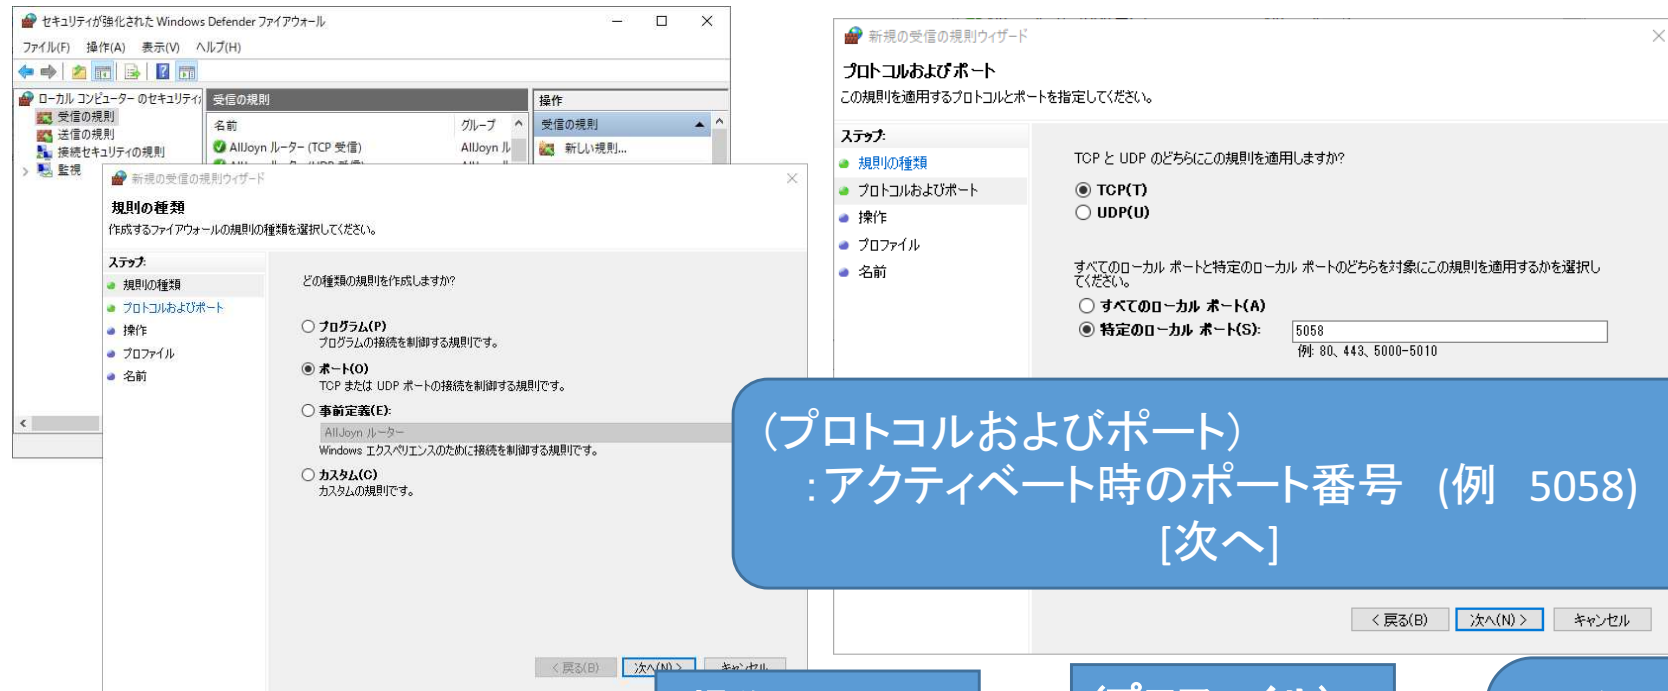 セキュリティが強化された Windows Defender ファイアウォール
ファイル(F) 操作(A) 表示(V) ヘルプ(H)
ローカル コンピューター のセキュリティ
受信の規則
送信の規則
接続セキュリティの規則
監視
受信の規則
名前 グループ
AllJoyn ルーター (TCP 受信) AllJoyn ル
操作
受信の規則
新しい規則...
新規の受信の規則ウィザード
規則の種類
作成するファイアウォールの規則の種類を選択してください。
ステップ:
規則の種類
プロトコルおよびポート
操作
プロファイル
名前
どの種類の規則を作成しますか?
プログラム(P)
プログラムの接続を制御する規則です。
ポート(O)
TCP または UDP ポートの接続を制御する規則です。
事前定義(E):
AllJoyn ルーター
Windows エクスペリエンスのために接続を制御する規則です。
カスタム(C)
カスタムの規則です。
< 戻る(B) 次へ(N) > キャンセル
新規の受信の規則ウィザード
プロトコルおよびポート
この規則を適用するプロトコルとポートを指定してください。
ステップ:
規則の種類
プロトコルおよびポート
操作
プロファイル
名前
TCP と UDP のどちらにこの規則を適用しますか?
TCP(T)
UDP(U)
すべてのローカル ポートと特定のローカル ポートのどちらを対象にこの規則を適用するかを選択し
てください。
すべてのローカル ポート(A)
特定のローカル ポート(S): 5058
例: 80、443、5000-5010
(プロトコルおよびポート)
:アクティベート時のポート番号 (例 5058)
[次へ]
< 戻る(B) 次へ(N) > キャンセル